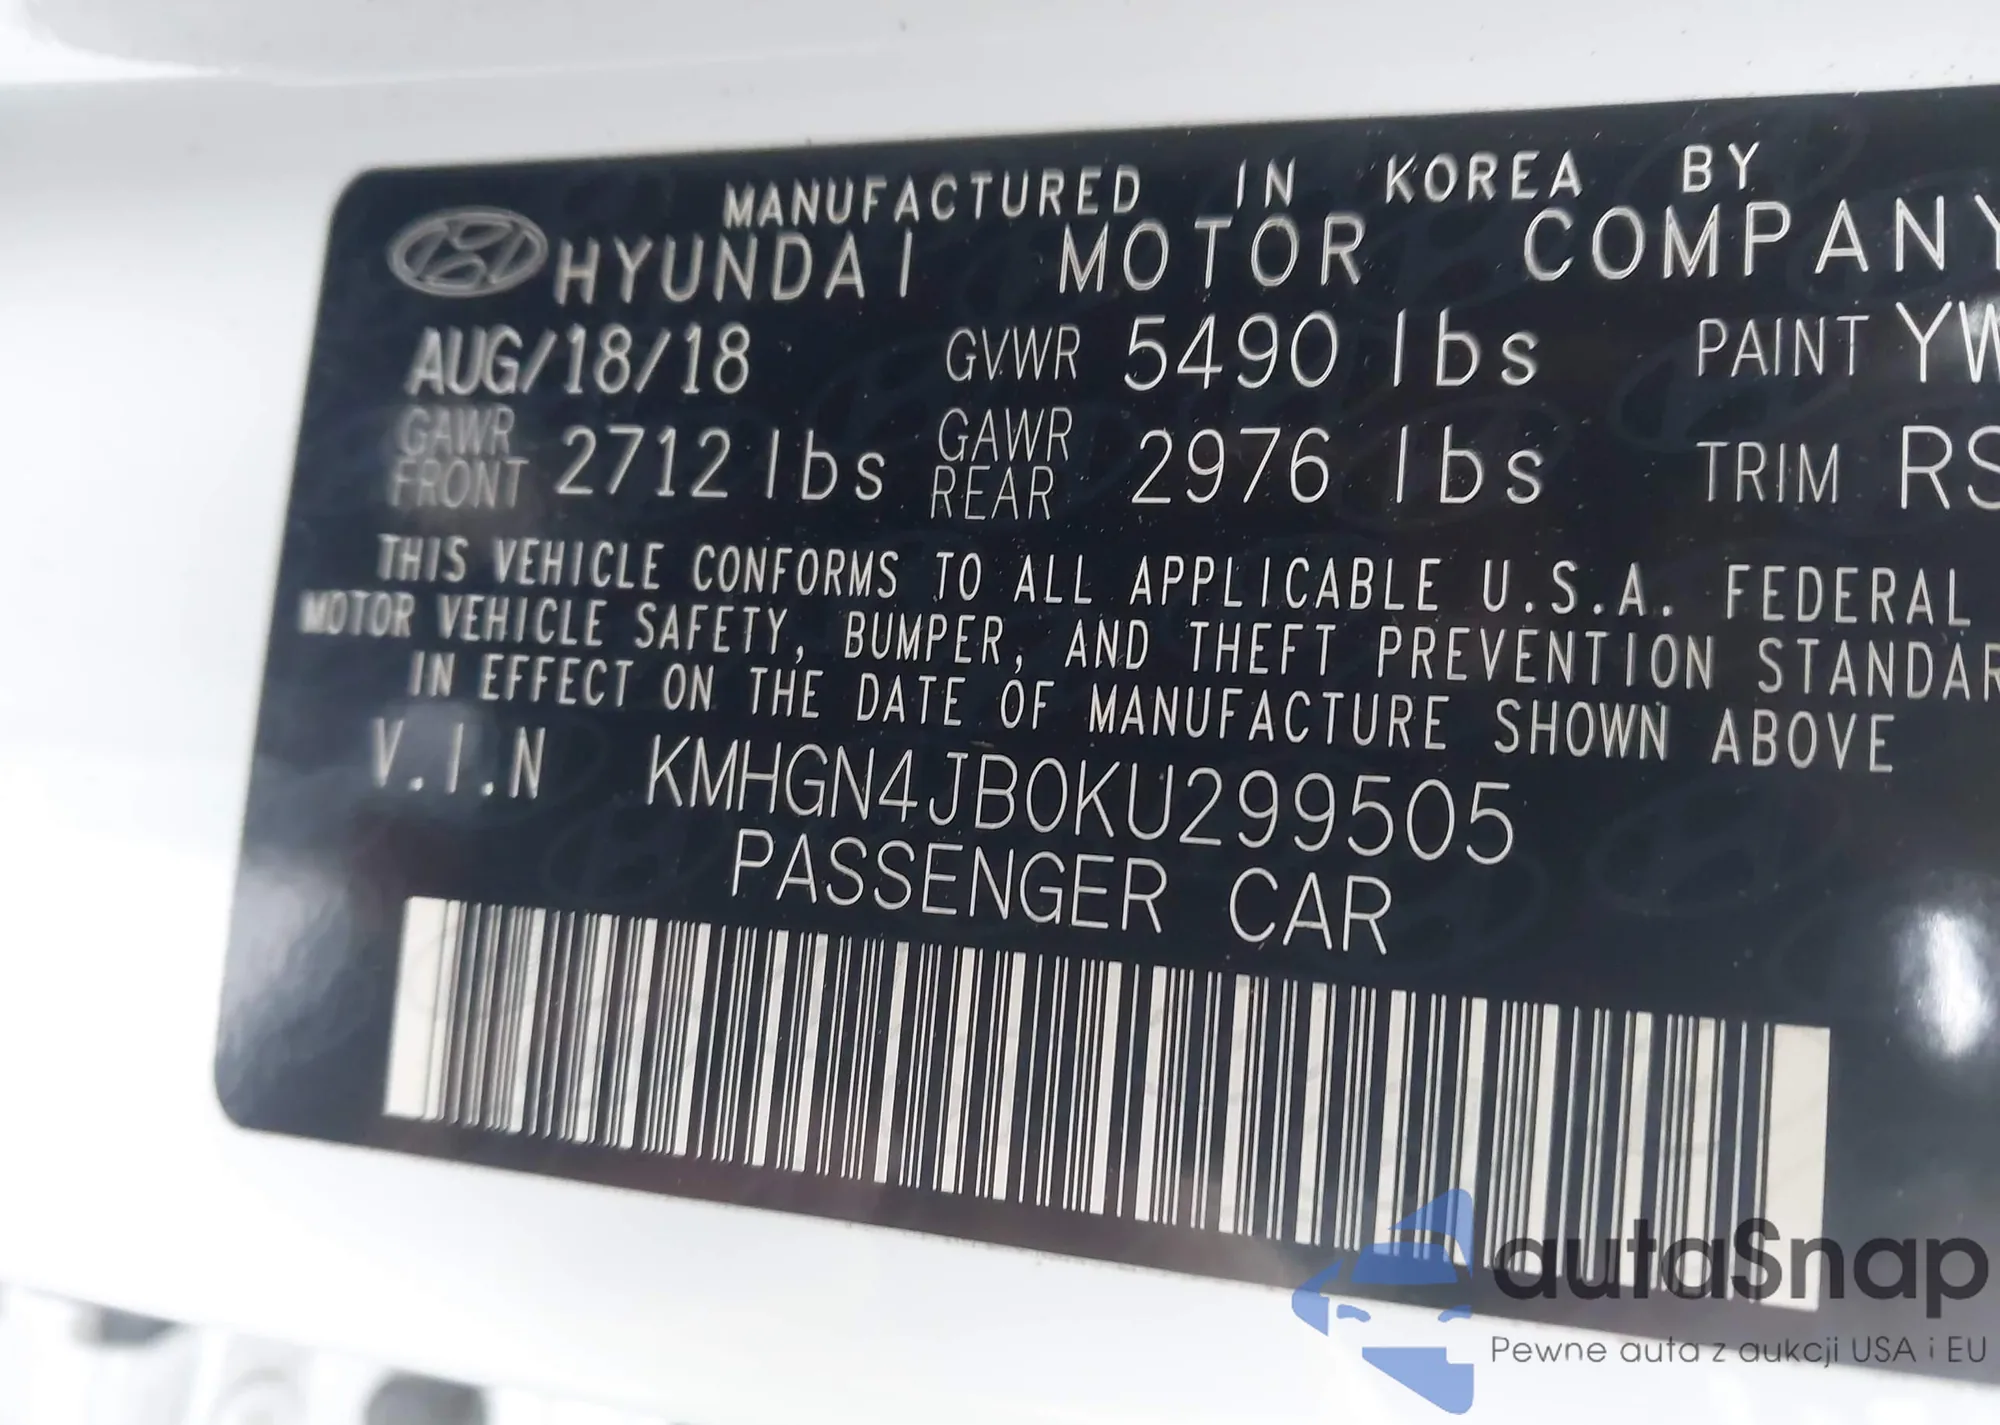 MANUFACTURED IN KOREA BY
HYUNDAI MOTOR COMPANY
AUG/18/18 GVWR 5490 lbs PAINT YW
GAWR FRONT 2712 lbs GAWR REAR 2976 lbs TRIM RS
THIS VEHICLE CONFORMS TO ALL APPLICABLE U.S.A. FEDERAL
MOTOR VEHICLE SAFETY, BUMPER, AND THEFT PREVENTION STANDAR
IN EFFECT ON THE DATE OF MANUFACTURE SHOWN ABOVE
V.I.N KMHGN4JB0KU299505
PASSENGER CAR
autaSnap
Pewne auta z aukcji USA i EU